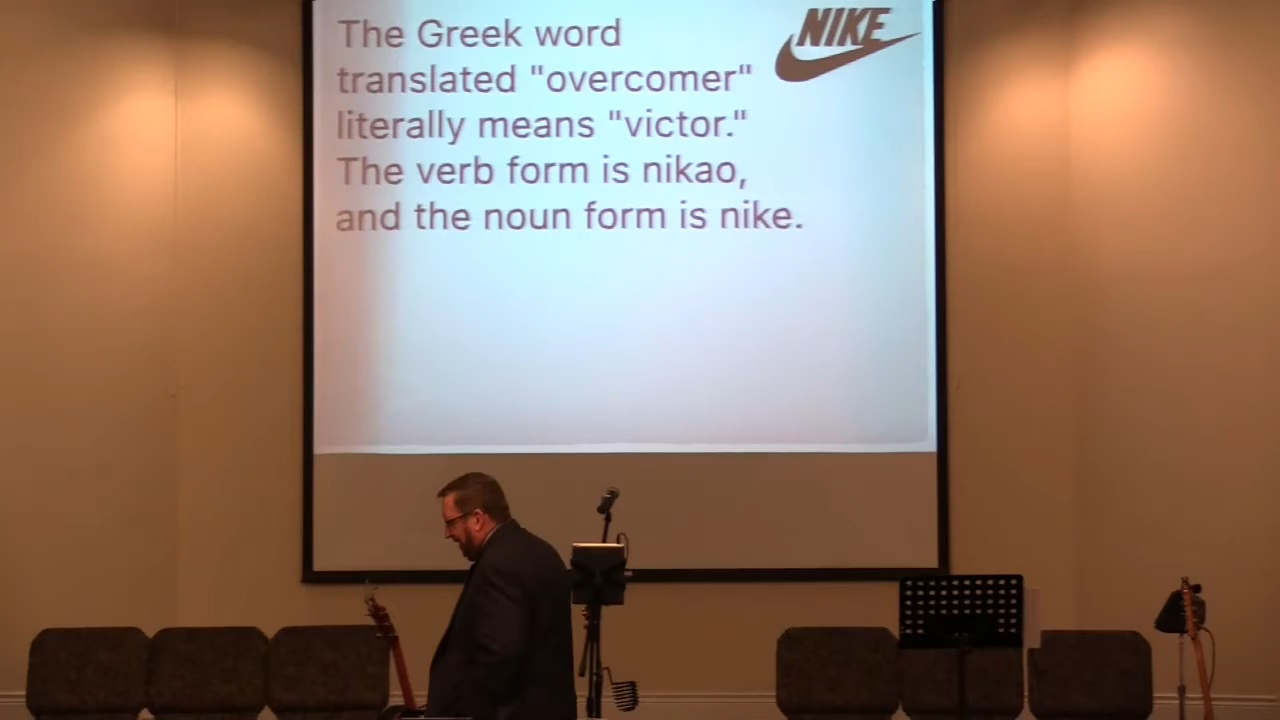 The Greek word
translated "overcomer"
literally means "victor."
The verb form is nikao,
and the noun form is nike.
NIKE